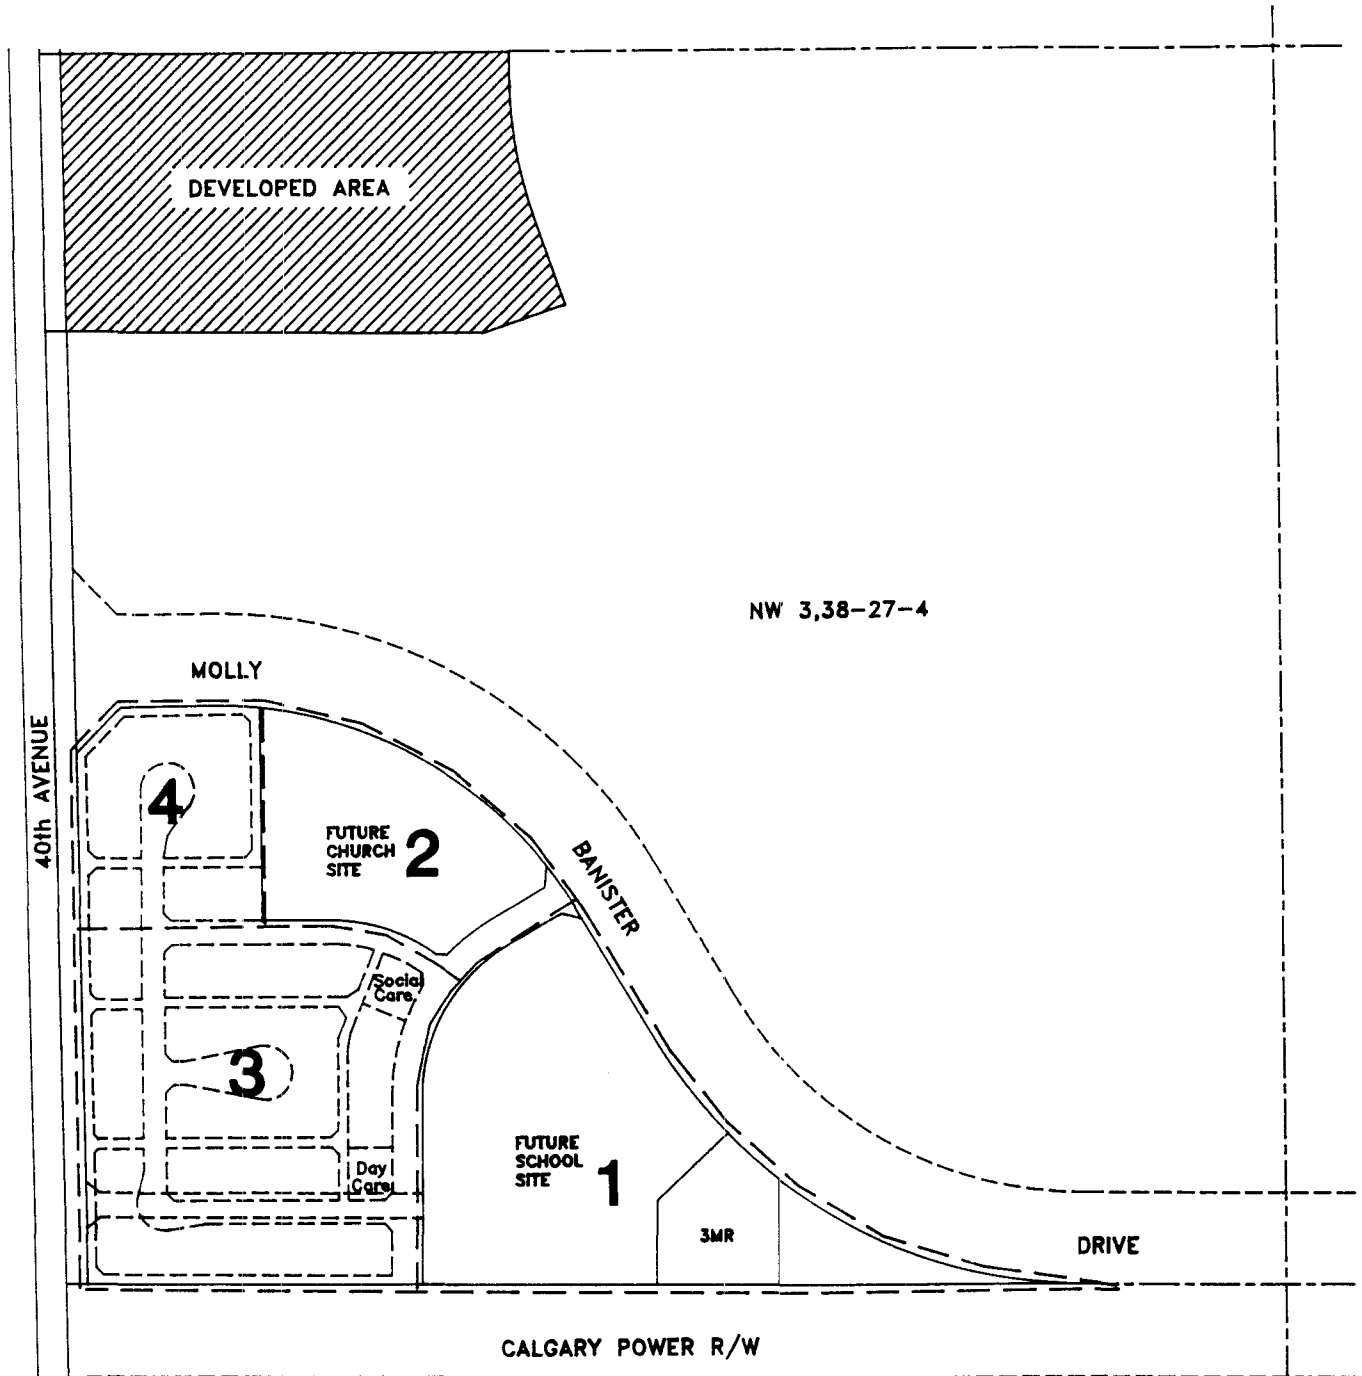 DEVELOPED AREA
NW 3,38-27-4
MOLLY
40th AVENUE
4
FUTURE
CHURCH
SITE
2
BANISTER
Social
Care
3
FUTURE
SCHOOL
SITE
1
Day
Care
3MR
DRIVE
CALGARY POWER R/W